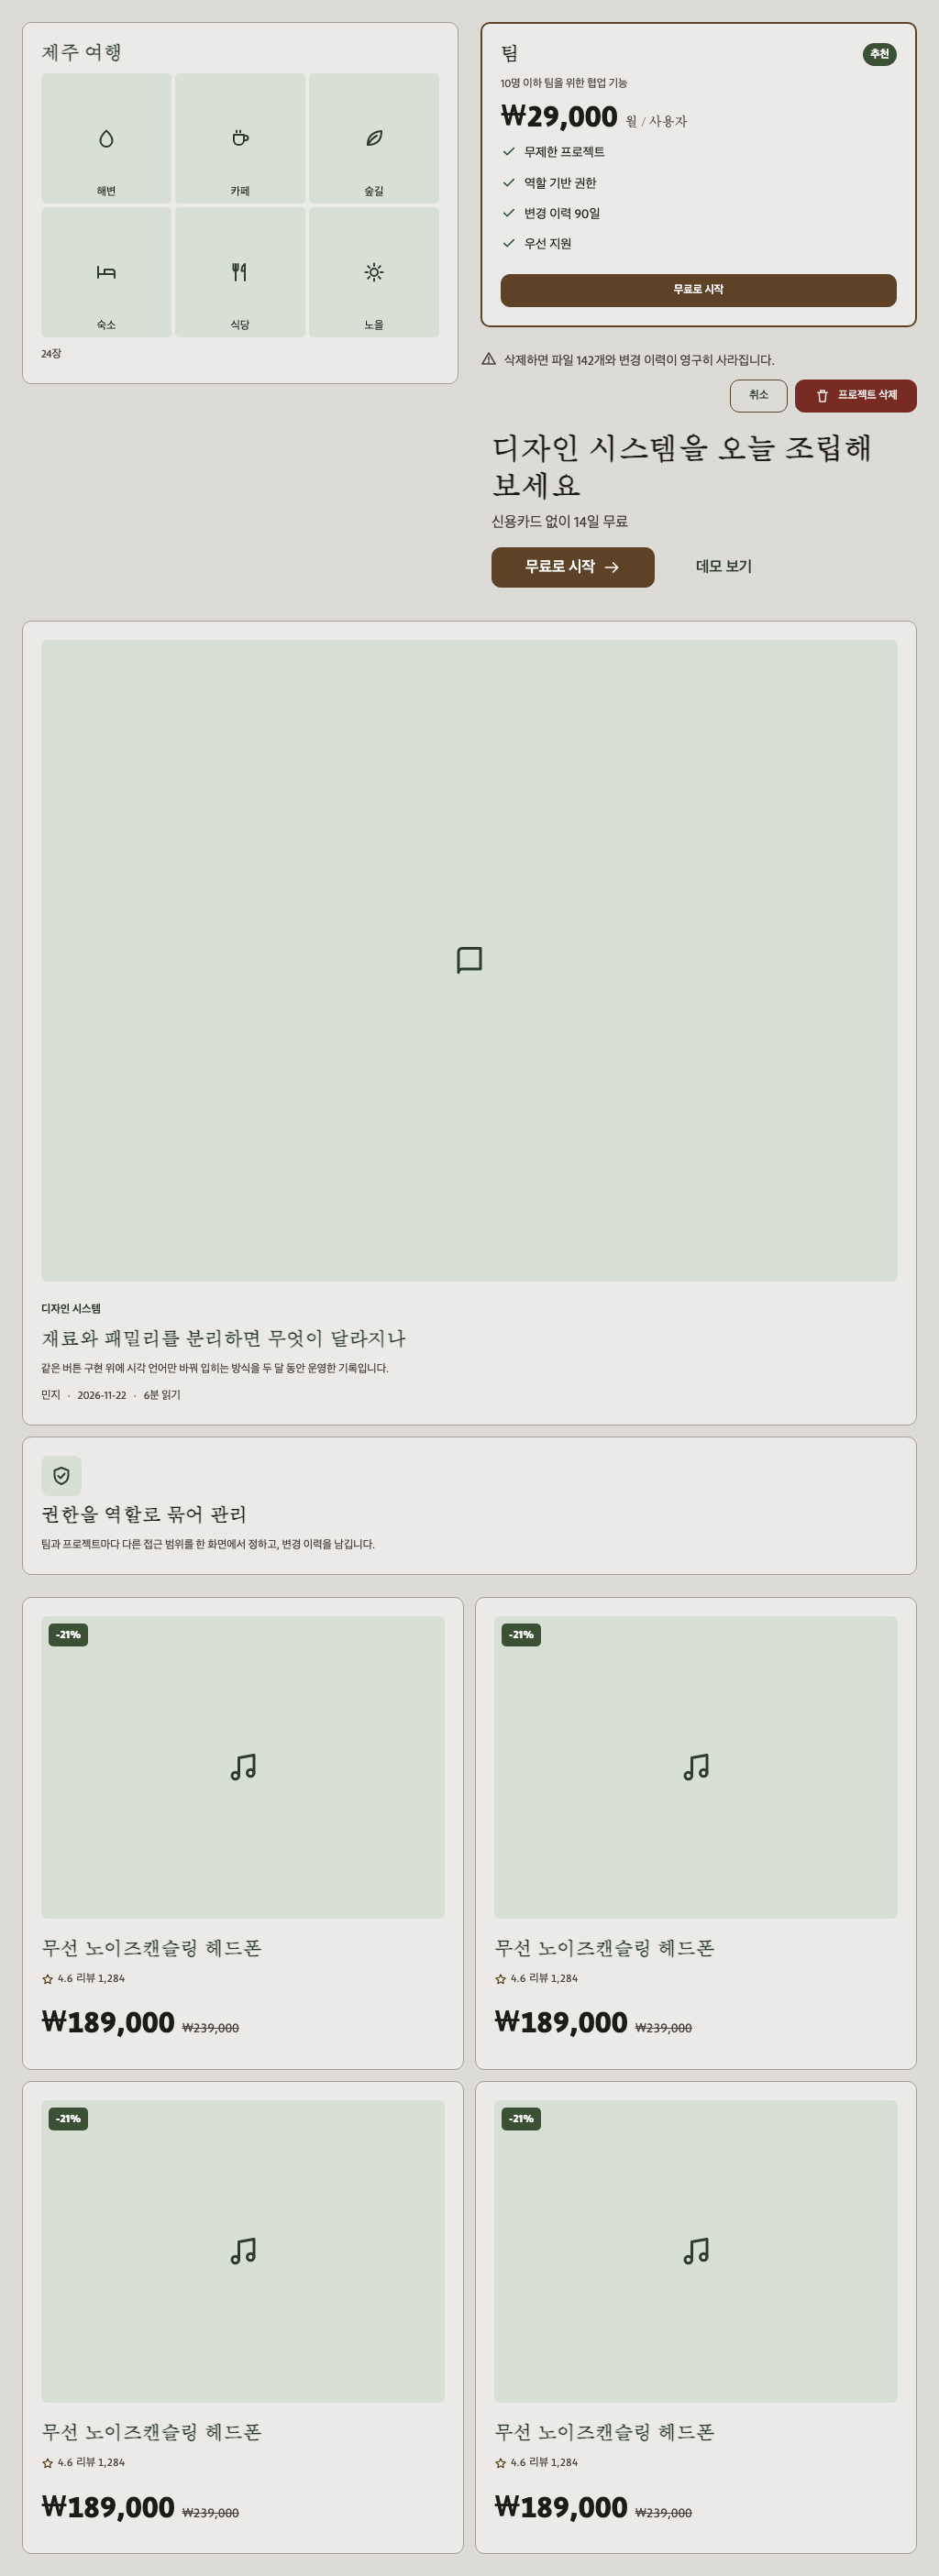 제주 여행
해변
카페
숲길
숙소
식당
노을
24장
팀
추천
10명 이하 팀을 위한 협업 기능
₩29,000 월 / 사용자
무제한 프로젝트
역할 기반 권한
변경 이력 90일
우선 지원
무료로 시작
삭제하면 파일 142개와 변경 이력이 영구히 사라집니다.
취소
프로젝트 삭제
디자인 시스템을 오늘 조립해
보세요
신용카드 없이 14일 무료
무료로 시작
데모 보기
디자인 시스템
재료와 패밀리를 분리하면 무엇이 달라지나
같은 버튼 구현 위에 시각 언어만 바꿔 입히는 방식을 두 달 동안 운영한 기록입니다.
민지 · 2026-11-22 · 6분 읽기
권한을 역할로 묶어 관리
팀과 프로젝트마다 다른 접근 범위를 한 화면에서 정하고, 변경 이력을 남깁니다.
-21%
무선 노이즈캔슬링 헤드폰
4.6 리뷰 1,284
₩189,000 ₩239,000
-21%
무선 노이즈캔슬링 헤드폰
4.6 리뷰 1,284
₩189,000 ₩239,000
-21%
무선 노이즈캔슬링 헤드폰
4.6 리뷰 1,284
₩189,000 ₩239,000
-21%
무선 노이즈캔슬링 헤드폰
4.6 리뷰 1,284
₩189,000 ₩239,000